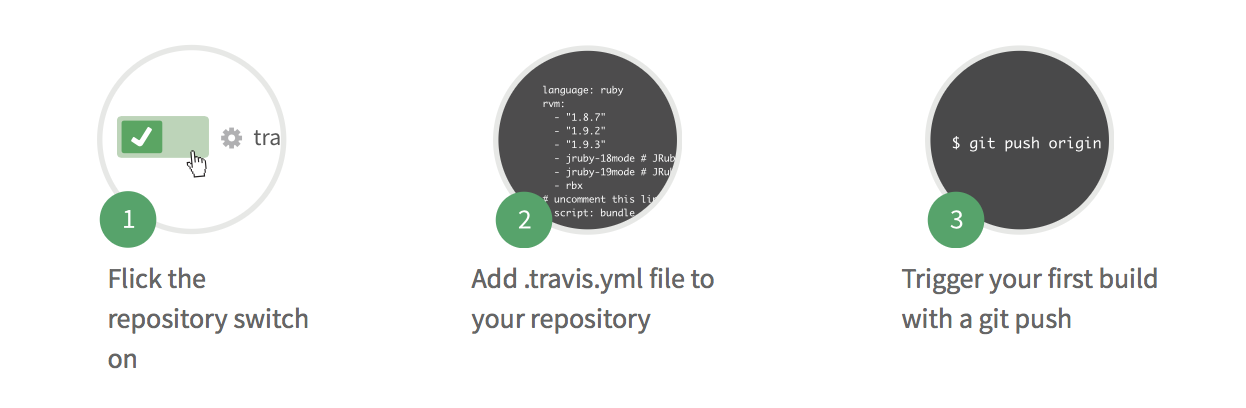 tra
1
Flick the
repository switch
on
language: ruby
rvm:
- "1.8.7"
- "1.9.2"
- "1.9.3"
- jruby-18mode # JRub
- jruby-19mode # JRub
- rbx
# uncomment this lin
script: bundle
2
Add .travis.yml file to
your repository
$ git push origin
3
Trigger your first build
with a git push